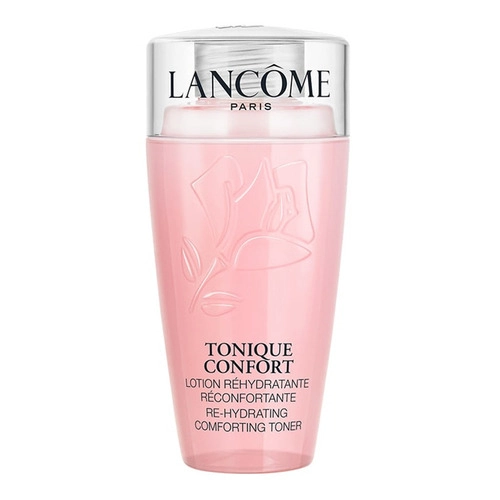 LANCÔME
PARIS
TONIQUE
CONFORT
LOTION RÉHYDRATANTE
RÉCONFORTANTE
RE-HYDRATING
COMFORTING TONER